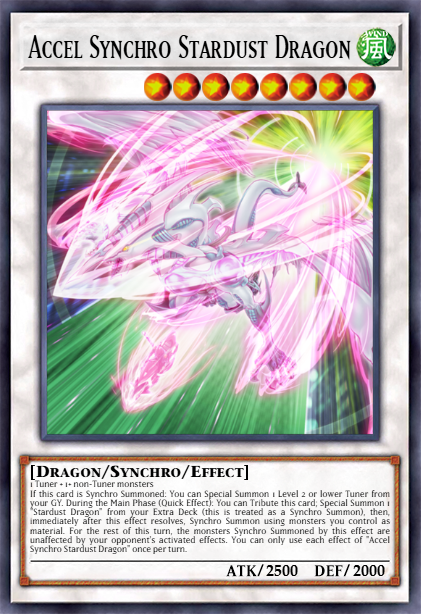 ACCEL SYNCHRO STARDUST DRAGON
WIND
風
[DRAGON/SYNCHRO/EFFECT]
1 Tuner + 1+ non-Tuner monsters
If this card is Synchro Summoned: You can Special Summon 1 Level 2 or lower Tuner from
your GY. During the Main Phase (Quick Effect): You can Tribute this card; Special Summon 1
"Stardust Dragon" from your Extra Deck (this is treated as a Synchro Summon), then,
immediately after this effect resolves, Synchro Summon using monsters you control as
material. For the rest of this turn, the monsters Synchro Summoned by this effect are
unaffected by your opponent's activated effects. You can only use each effect of "Accel
Synchro Stardust Dragon" once per turn.
ATK/2500 DEF/2000